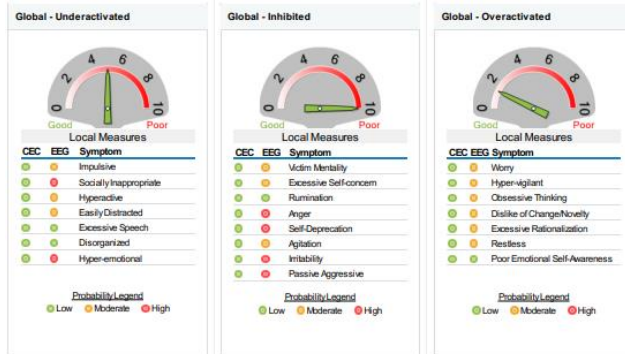 Global - Underactivated
0 2 4 6 8 10
Good Poor
Local Measures
CEC EEG Symptom
Impulsive
Socially Inappropriate
Hyperactive
Easily Distracted
Excessive Speech
Disorganized
Hyper-emotional
Probability Legend
Low Moderate High
Global - Inhibited
0 2 4 6 8 10
Good Poor
Local Measures
CEC EEG Symptom
Victim Mentality
Excessive Self-concern
Rumination
Anger
Self-Deprecation
Agitation
Irritability
Passive Aggressive
Probability Legend
Low Moderate High
Global - Overactivated
0 2 4 6 8 10
Good Poor
Local Measures
CEC EEG Symptom
Worry
Hyper-vigilant
Obsessive Thinking
Dislike of Change/Novelty
Excessive Rationalization
Restless
Poor Emotional Self-Awareness
Probability Legend
Low Moderate High